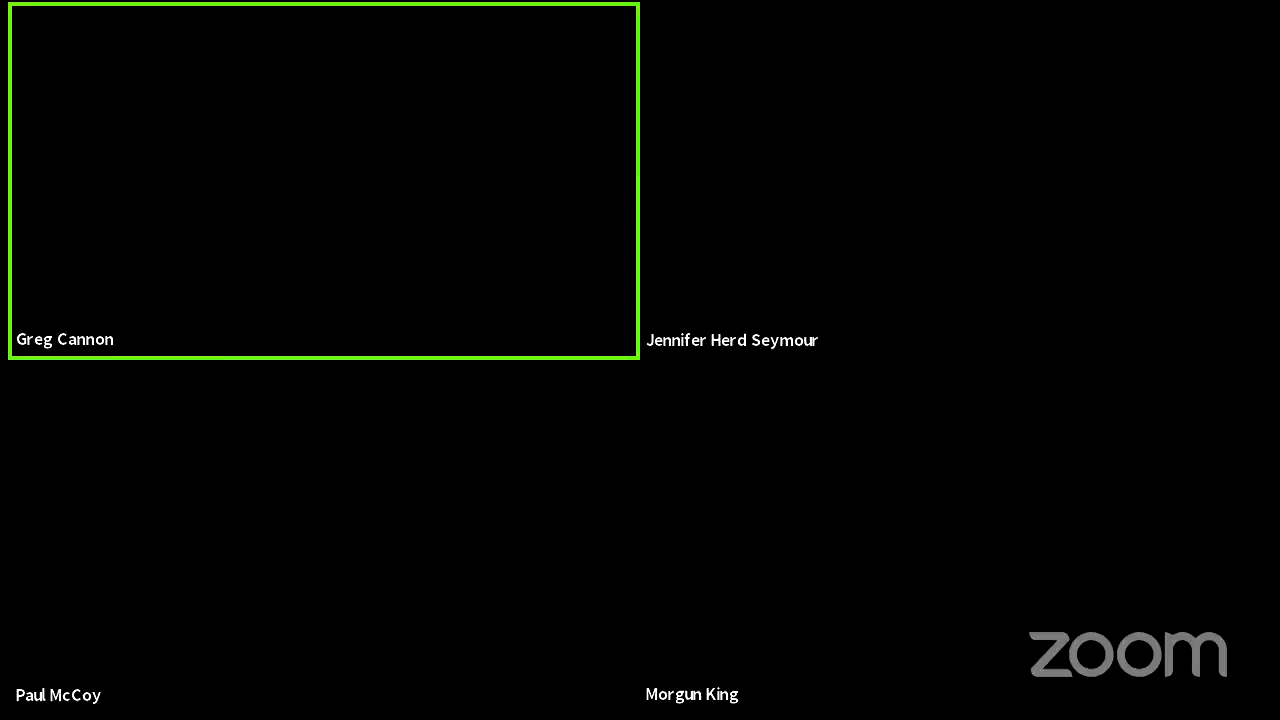 Greg Cannon
Jennifer Herd Seymour
Paul McCoy
Morgun King
zoom